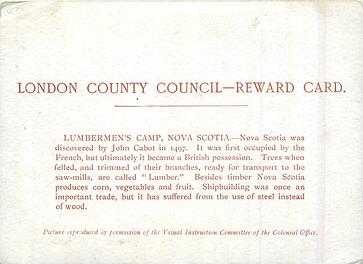 LONDON COUNTY COUNCIL—REWARD CARD.
LUMBERMEN'S CAMP, NOVA SCOTIA.—Nova Scotia was
discovered by John Cabot in 1497. It was first occupied by the
French, but ultimately it became a British possession. Trees when
felled, and trimmed of their branches, ready for transport to the
saw-mills, are called "Lumber." Besides timber Nova Scotia
produces corn, vegetables and fruit. Shipbuilding was once an
important trade, but it has suffered from the use of steel instead
of wood.
Picture reproduced by permission of the Visual Instruction Committee of the Colonial Office.